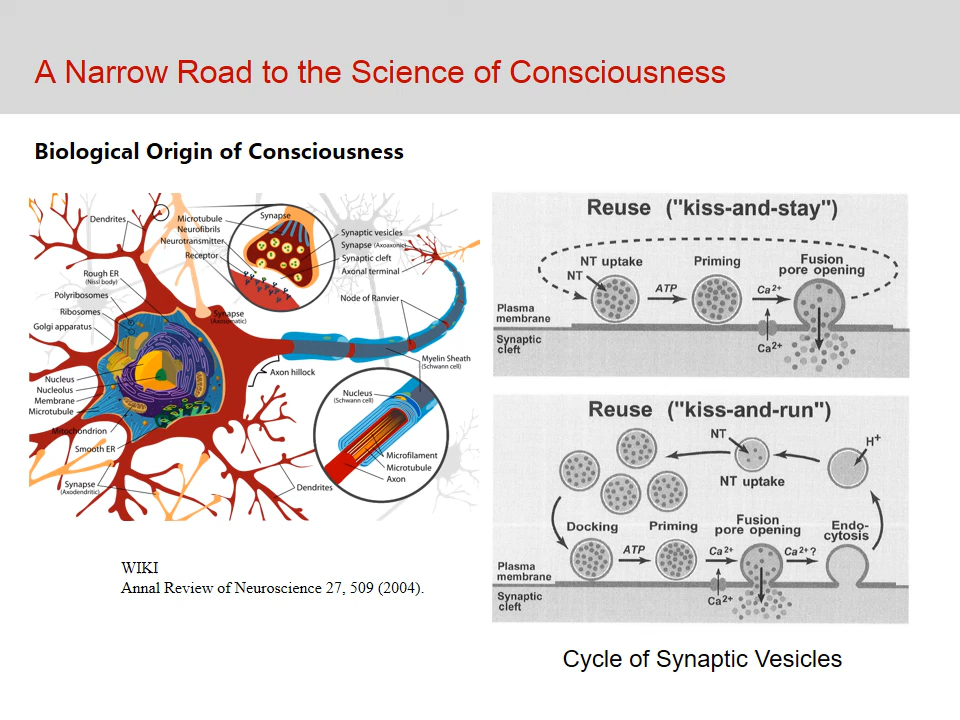 A Narrow Road to the Science of Consciousness
Biological Origin of Consciousness
Dendrites
Microtubule
Neurofibrils
Neurotransmitter
Receptor
Synapse
Synaptic vesicles
Synapse (Axoaxonic)
Synaptic cleft
Axonal terminal
Rough ER
(Nissl body)
Polyribosomes
Ribosomes
Golgi apparatus
Synapse
(Axosomatic)
Node of Ranvier
Myelin Sheath
(Schwann cell)
Axon hillock
Nucleus
Nucleolus
Membrane
Microtubule
Mitochondrion
Smooth ER
Synapse
(Axodendritic)
Nucleus
(Schwann cell)
Microfilament
Microtubule
Axon
Dendrites
WIKI
Annal Review of Neuroscience 27, 509 (2004).
Reuse ("kiss-and-stay")
NT uptake
NT
Priming
Fusion
pore opening
ATP
Ca2+
Plasma
membrane
Synaptic
cleft
Ca2+
Reuse ("kiss-and-run")
NT
NT uptake
H+
Docking
Priming
Fusion
pore opening
Endo-
cytosis
ATP
Ca2+
Ca2+?
Plasma
membrane
Synaptic
cleft
Ca2+
Cycle of Synaptic Vesicles